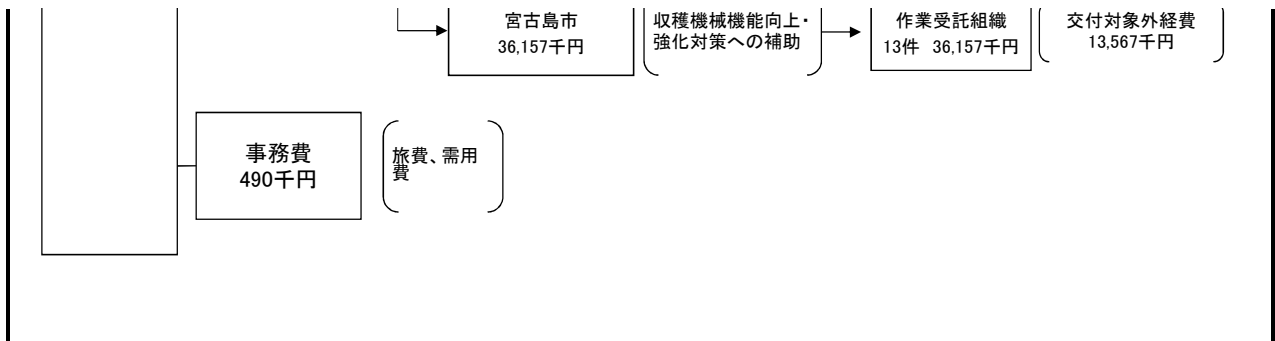 宮古島市
36,157千円
収穫機械機能向上・
強化対策への補助
作業受託組織
13件 36,157千円
交付対象外経費
13,567千円
事務費
490千円
旅費、需用
費